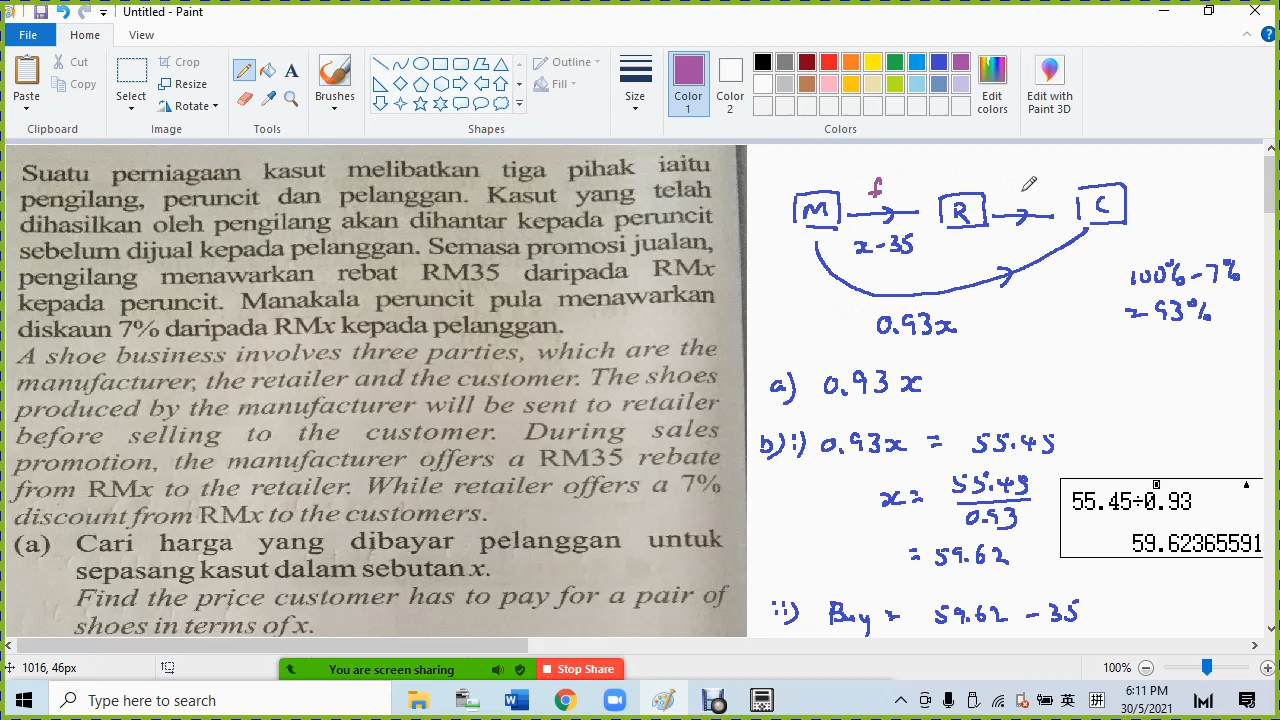 Untitled - Paint
File
Home
View
Paste
Cut
Copy
Clipboard
Select
Crop
Resize
Rotate
Image
Tools
Brushes
Outline
Fill
Shapes
Size
Color 1
Color 2
Colors
Edit colors
Edit with Paint 3D
Suatu perniagaan kasut melibatkan tiga pihak iaitu
pengilang, peruncit dan pelanggan. Kasut yang telah
dihasilkan oleh pengilang akan dihantar kepada peruncit
sebelum dijual kepada pelanggan. Semasa promosi jualan,
pengilang menawarkan rebat RM35 daripada RMx
kepada peruncit. Manakala peruncit pula menawarkan
diskaun 7% daripada RMx kepada pelanggan.
A shoe business involves three parties, which are the
manufacturer, the retailer and the customer. The shoes
produced by the manufacturer will be sent to retailer
before selling to the customer. During sales
promotion, the manufacturer offers a RM35 rebate
from RMx to the retailer. While retailer offers a 7%
discount from RMx to the customers.
(a) Cari harga yang dibayar pelanggan untuk
sepasang kasut dalam sebutan x.
Find the price customer has to pay for a pair of
shoes in terms of x.
f
M R C
x - 35
0.93x
100% - 7%
= 93%
a) 0.93x
b) i) 0.93x = 55.45
x = 55.45
0.93
= 59.62
55.45÷0.93
59.62365591
ii) Buy = 59.62 - 35
1016, 46px
100%
You are screen sharing
Stop Share
Type here to search
英
拼
6:11 PM
30/5/2021